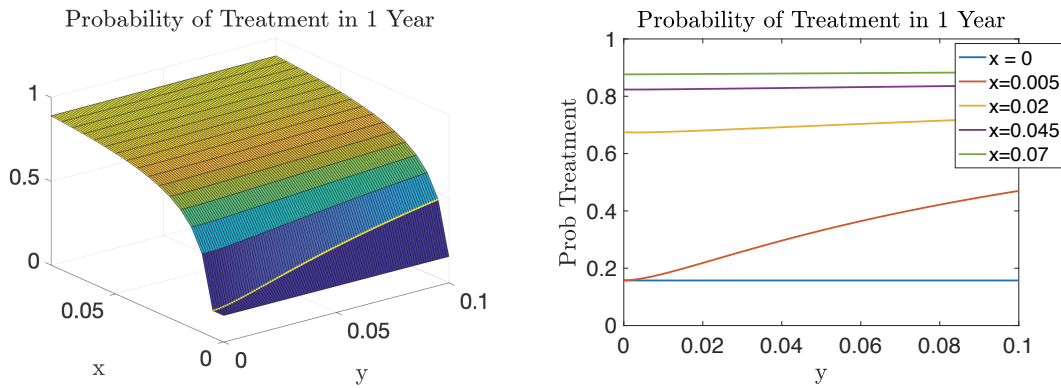 Probability of Treatment in 1 Year
1
0.5
0
0.05
0
x
0
0.05
0.1
y
Probability of Treatment in 1 Year
Prob Treatment
1
0.8
0.6
0.4
0.2
0
0
0.02
0.04
0.06
0.08
0.1
y
x = 0
x=0.005
x=0.02
x=0.045
x=0.07